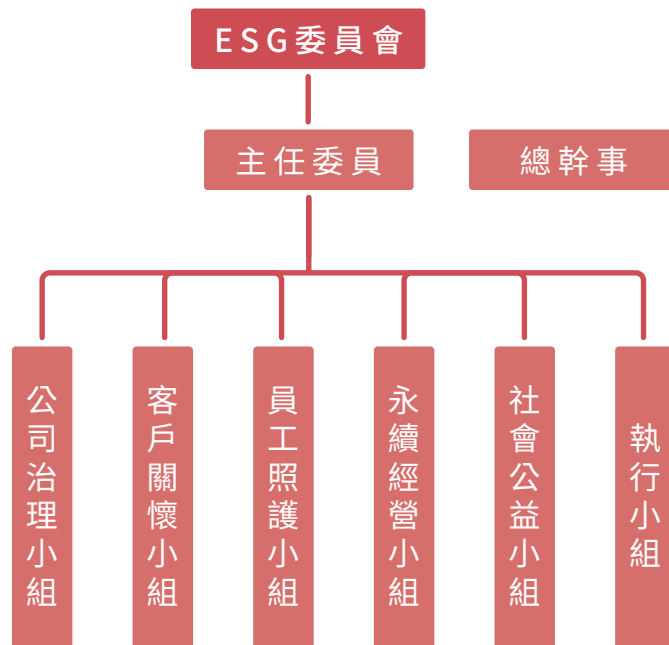 ESG委員會
主任委員
總幹事
公司治理小組
客戶關懷小組
員工照護小組
永續經營小組
社會公益小組
執行小組